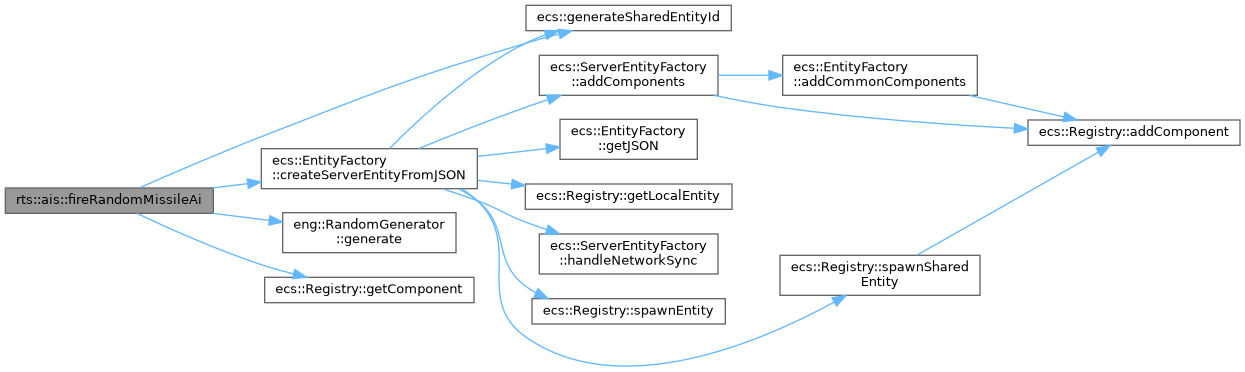 ecs::generateSharedEntityId
ecs::ServerEntityFactory
::addComponents
ecs::EntityFactory
::addCommonComponents
ecs::EntityFactory
::getJSON
ecs::Registry::addComponent
ecs::EntityFactory
::createServerEntityFromJSON
rts::ais::fireRandomMissileAi
ecs::Registry::getLocalEntity
eng::RandomGenerator
::generate
ecs::ServerEntityFactory
::handleNetworkSync
ecs::Registry::getComponent
ecs::Registry::spawnShared
Entity
ecs::Registry::spawnEntity